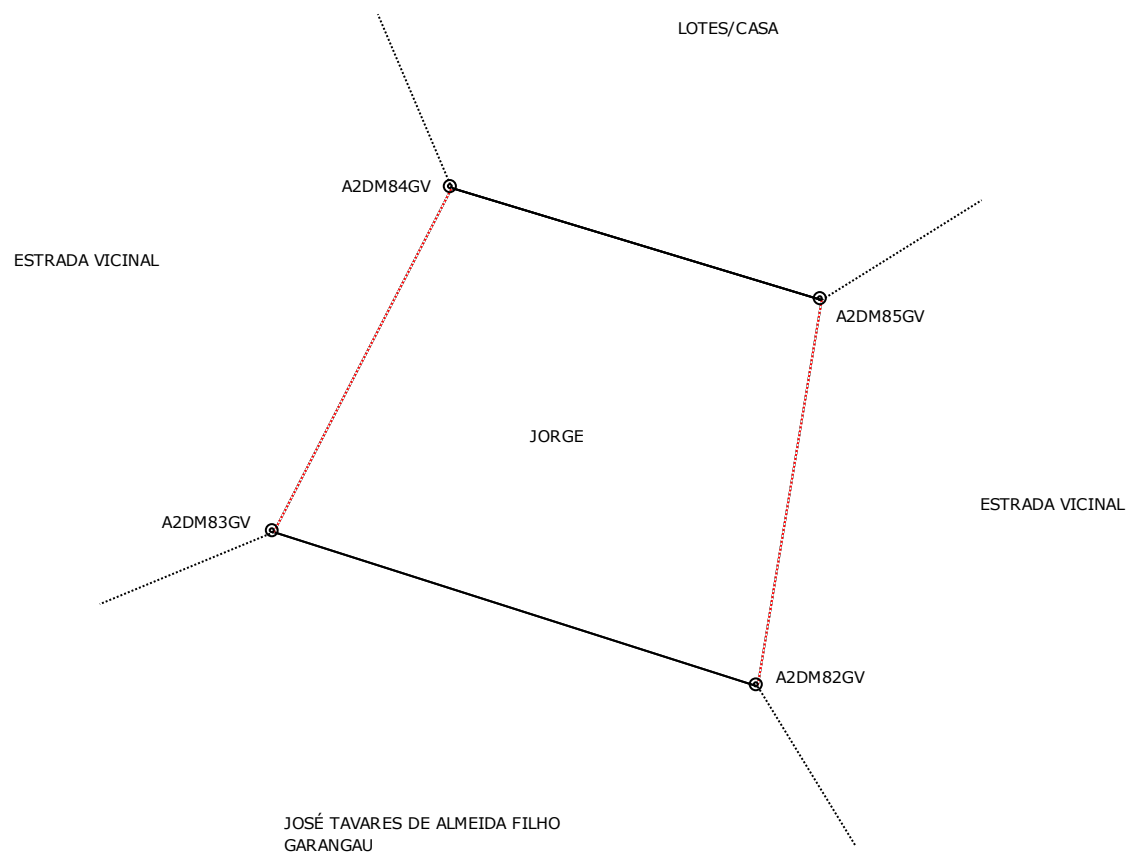 LOTES/CASA
A2DM84GV
ESTRADA VICINAL
A2DM85GV
JORGE
ESTRADA VICINAL
A2DM83GV
A2DM82GV
JOSÉ TAVARES DE ALMEIDA FILHO
GARANGAU